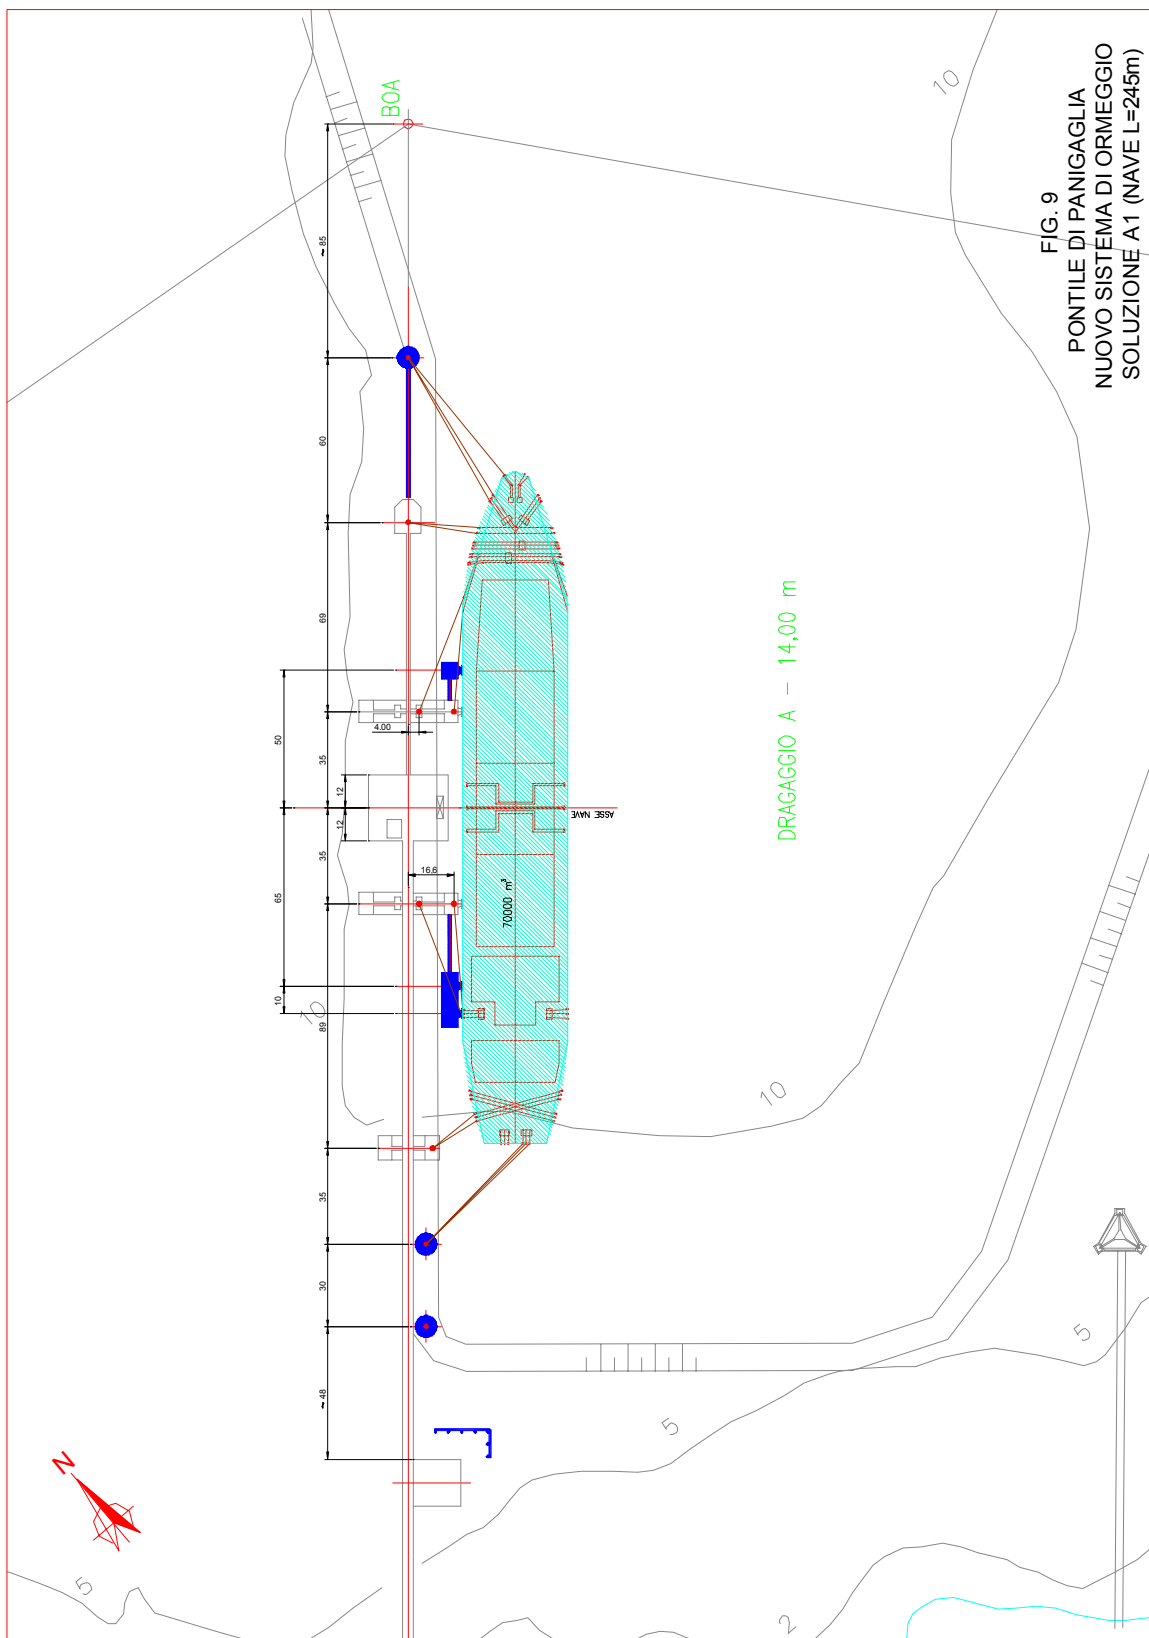 FIG. 9
PONTILE DI PANIGAGLIA
NUOVO SISTEMA DI ORMEGGIO
SOLUZIONE A1 (NAVE L=245m)
BOA
10
~ 85
60
69
50
4.00
35
12
12
ASSE NAVE
DRAGAGGIO A - 14,00 m
35
16,6
65
70000 m³
10
89
10
10
35
30
~ 48
5
5
N
5
2